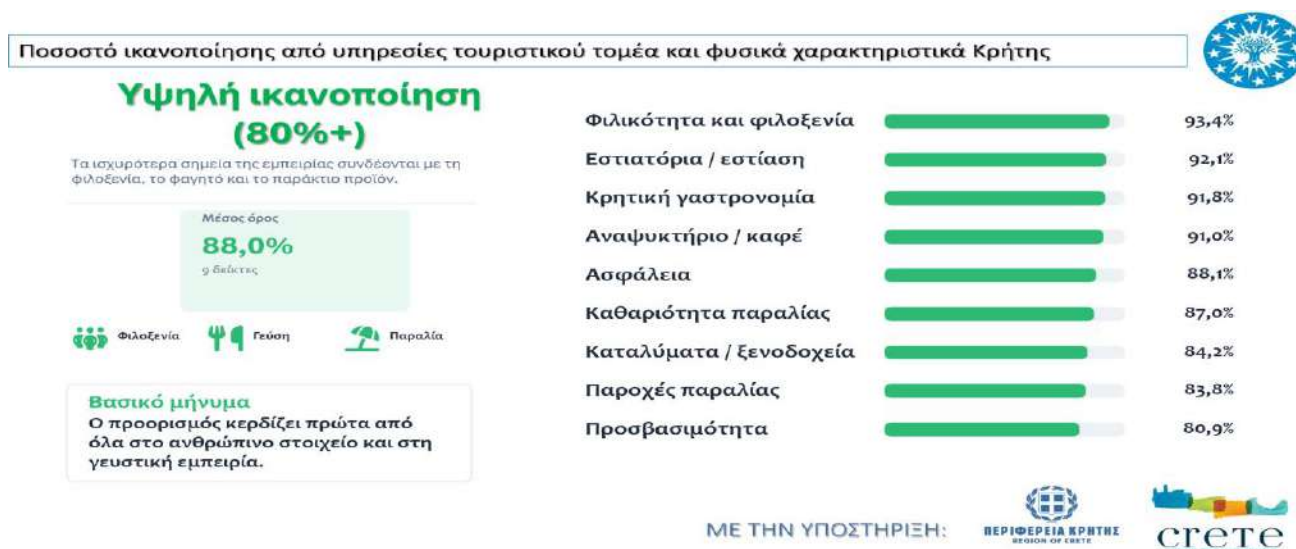 Ποσοστό ικανοποίησης από υπηρεσίες τουριστικού τομέα και φυσικά χαρακτηριστικά Κρήτης
Υψηλή ικανοποίηση
(80%+)
Τα ισχυρότερα σημεία της εμπειρίας συνδέονται με τη
φιλοξενία, το φαγητό και το παράκτιο προϊόν.
Μέσος όρος
88,0%
9 δείκτες
Φιλοξενία Γεύση Παραλία
Βασικό μήνυμα
Ο προορισμός κερδίζει πρώτα από
όλα στο ανθρώπινο στοιχείο και στη
γευστική εμπειρία.
Φιλικότητα και φιλοξενία 93,4%
Εστιατόρια / εστίαση 92,1%
Κρητική γαστρονομία 91,8%
Αναψυκτήριο / καφέ 91,0%
Ασφάλεια 88,1%
Καθαριότητα παραλίας 87,0%
Καταλύματα / ξενοδοχεία 84,2%
Παροχές παραλίας 83,8%
Προσβασιμότητα 80,9%
ΜΕ ΤΗΝ ΥΠΟΣΤΗΡΙΞΗ:
ΠΕΡΙΦΕΡΕΙΑ ΚΡΗΤΗΣ
REGION OF CRETE
CRETE